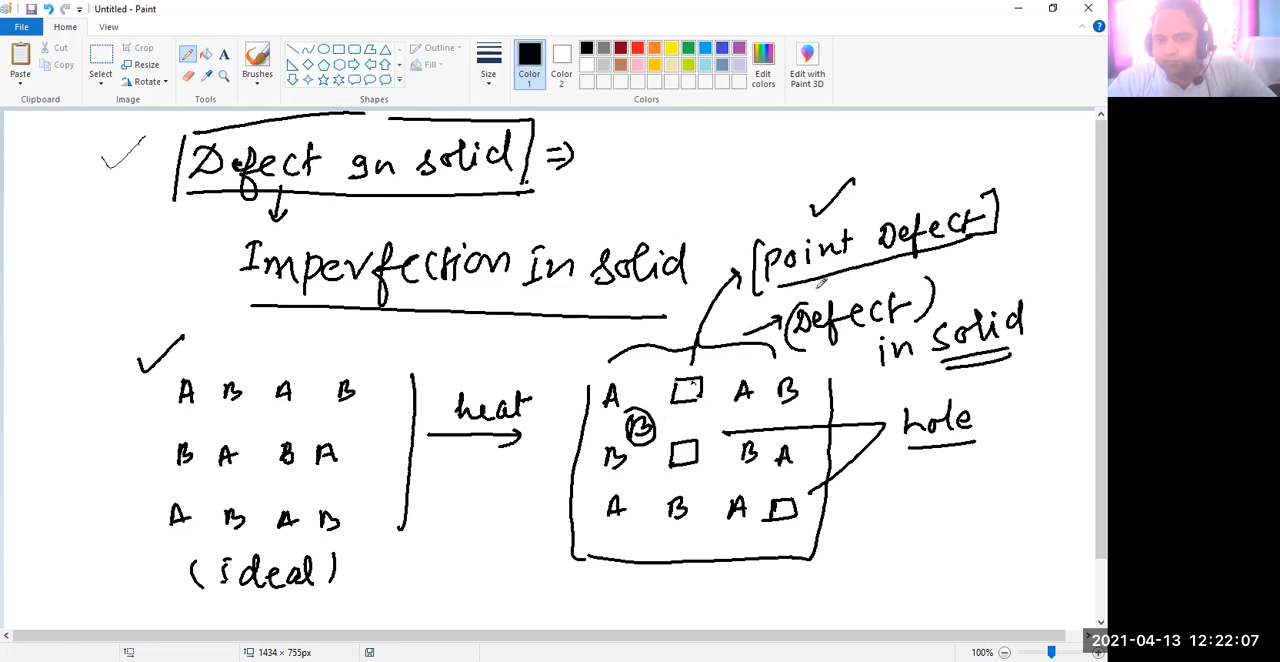 Untitled - Paint
File
Home
View
Paste
Cut
Copy
Clipboard
Select
Crop
Resize
Rotate
Image
Tools
Brushes
Shapes
Outline
Fill
Size
Color
1
Color
2
Colors
Edit
colors
Edit with
Paint 3D
Defect In solid ⇒
Imperfection In solid
[Point Defect]
(Defect)
in solid
A B A B
B A B A
A B A B
(ideal)
heat
A □ A B
B
B □ B A
A B A □
hole
1434 × 755px
100%
2021-04-13 12:22:07